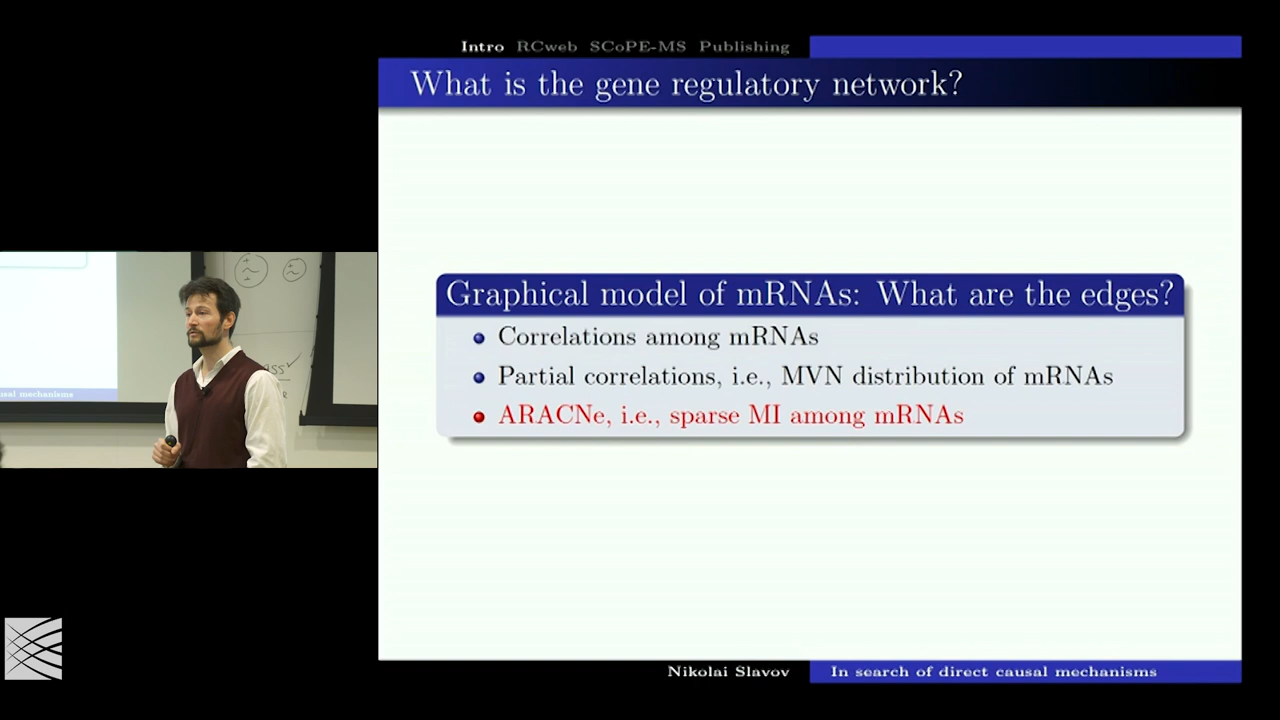 Intro RCweb SCoPE-MS Publishing
What is the gene regulatory network?
Graphical model of mRNAs: What are the edges?
Correlations among mRNAs
Partial correlations, i.e., MVN distribution of mRNAs
ARACNe, i.e., sparse MI among mRNAs
Nikolai Slavov In search of direct causal mechanisms
causal mechanisms